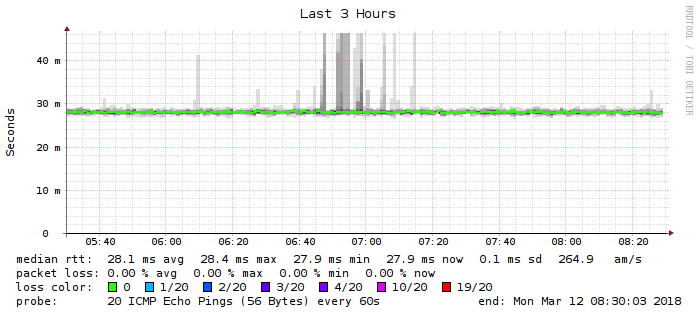 Last 3 Hours
RRDTOOL / TOBI OETIKER
Seconds
40 m
30 m
20 m
10 m
0
05:40 06:00 06:20 06:40 07:00 07:20 07:40 08:00 08:20
median rtt: 28.1 ms avg 28.4 ms max 27.9 ms min 27.9 ms now 0.1 ms sd 264.9 am/s
packet loss: 0.00 % avg 0.00 % max 0.00 % min 0.00 % now
loss color: 0 1/20 2/20 3/20 4/20 10/20 19/20
probe: 20 ICMP Echo Pings (56 Bytes) every 60s end: Mon Mar 12 08:30:03 2018